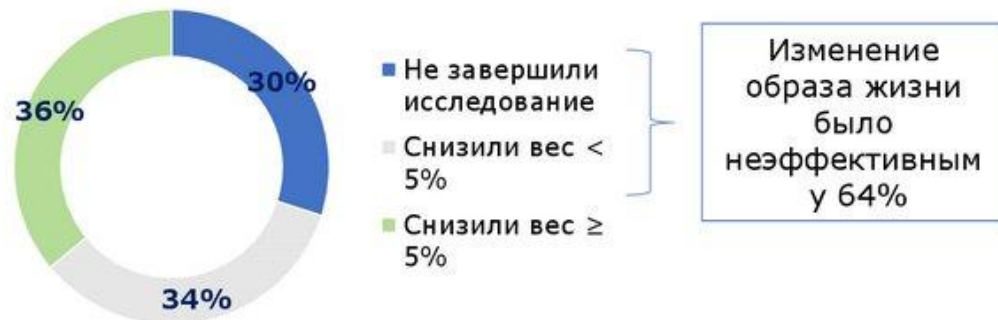 30%
36%
34%
Не завершили
исследование
Снизили вес <
5%
Снизили вес ≥
5%
Изменение
образа жизни
было
неэффективным
у 64%